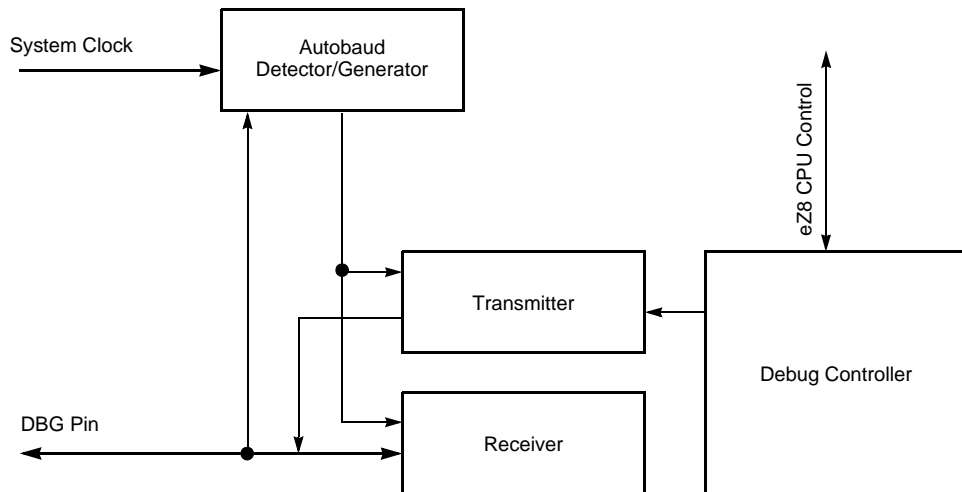 System Clock
Autobaud
Detector/Generator
eZ8 CPU Control
Transmitter
Debug Controller
DBG Pin
Receiver